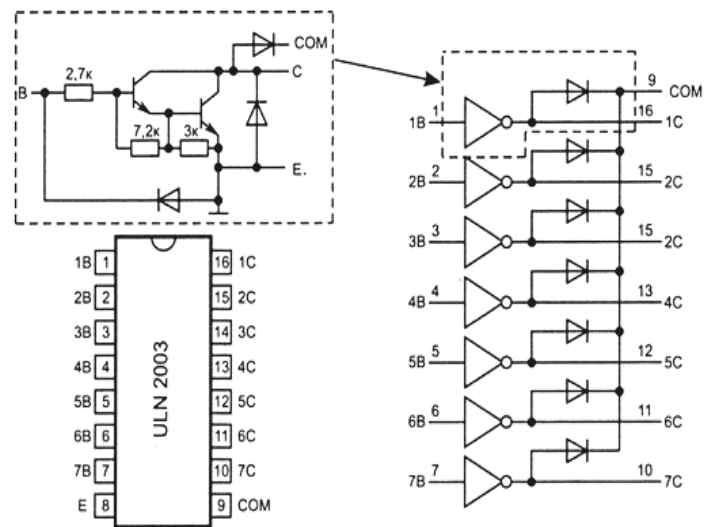 COM
C
B
2,7к
7,2к
3к
E.
1B 1
16 1C
2B 2
15 2C
3B 3
14 3C
4B 4
13 4C
5B 5
12 5C
6B 6
11 6C
7B 7
10 7C
E 8
9 COM
ULN 2003
9 COM
1B 1 16 1C
2B 2 15 2C
3B 3 15 2C
4B 4 13 4C
5B 5 12 5C
6B 6 11 6C
7B 7 10 7C